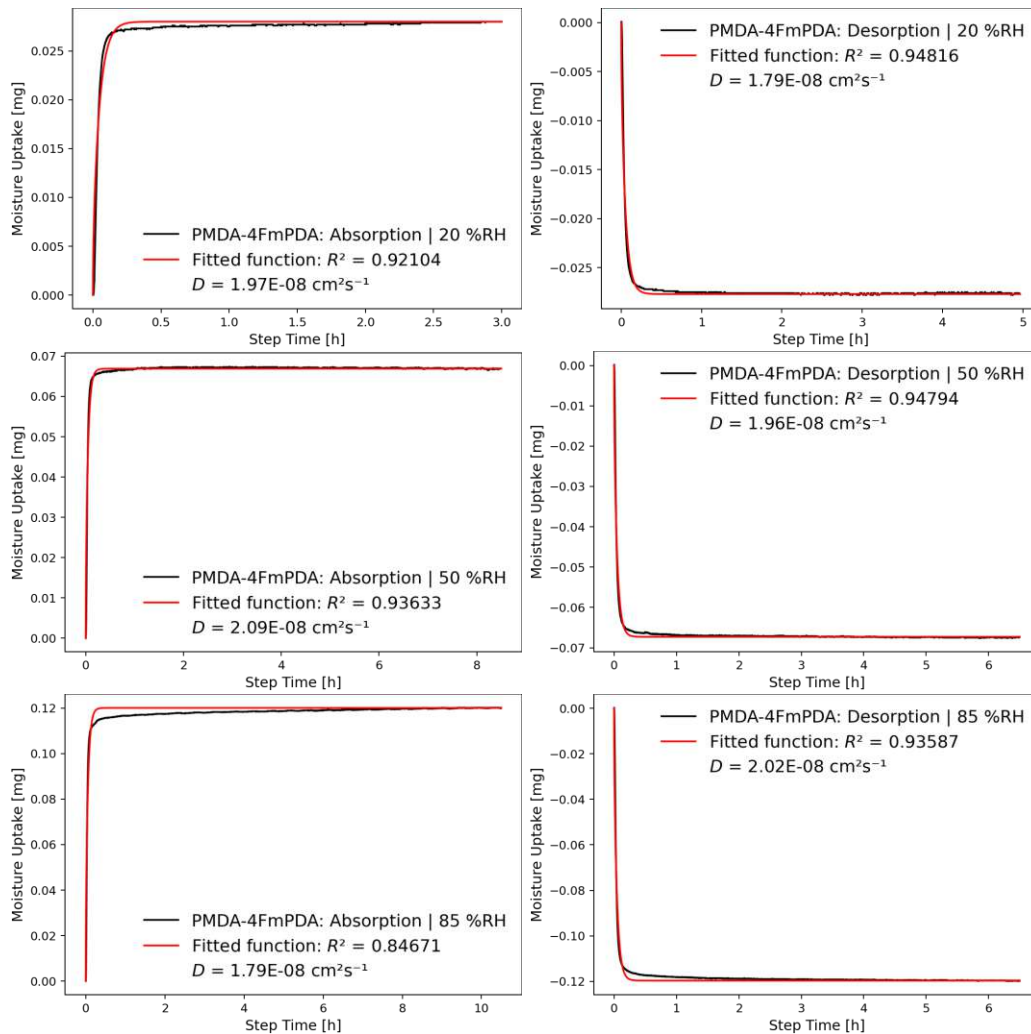 Moisture Uptake [mg]
0.025
0.020
0.015
0.010
0.005
0.000
PMDA-4FmPDA: Absorption | 20 %RH
Fitted function: R² = 0.92104
D = 1.97E-08 cm²s⁻¹
0.0 0.5 1.0 1.5 2.0 2.5 3.0
Step Time [h]
Moisture Uptake [mg]
0.000
−0.005
−0.010
−0.015
−0.020
−0.025
PMDA-4FmPDA: Desorption | 20 %RH
Fitted function: R² = 0.94816
D = 1.79E-08 cm²s⁻¹
0 1 2 3 4 5
Step Time [h]
Moisture Uptake [mg]
0.07
0.06
0.05
0.04
0.03
0.02
0.01
0.00
PMDA-4FmPDA: Absorption | 50 %RH
Fitted function: R² = 0.93633
D = 2.09E-08 cm²s⁻¹
0 2 4 6 8
Step Time [h]
Moisture Uptake [mg]
0.00
−0.01
−0.02
−0.03
−0.04
−0.05
−0.06
−0.07
PMDA-4FmPDA: Desorption | 50 %RH
Fitted function: R² = 0.94794
D = 1.96E-08 cm²s⁻¹
0 1 2 3 4 5 6
Step Time [h]
Moisture Uptake [mg]
0.12
0.10
0.08
0.06
0.04
0.02
0.00
PMDA-4FmPDA: Absorption | 85 %RH
Fitted function: R² = 0.84671
D = 1.79E-08 cm²s⁻¹
0 2 4 6 8 10
Step Time [h]
Moisture Uptake [mg]
0.00
−0.02
−0.04
−0.06
−0.08
−0.10
−0.12
PMDA-4FmPDA: Desorption | 85 %RH
Fitted function: R² = 0.93587
D = 2.02E-08 cm²s⁻¹
0 1 2 3 4 5 6
Step Time [h]